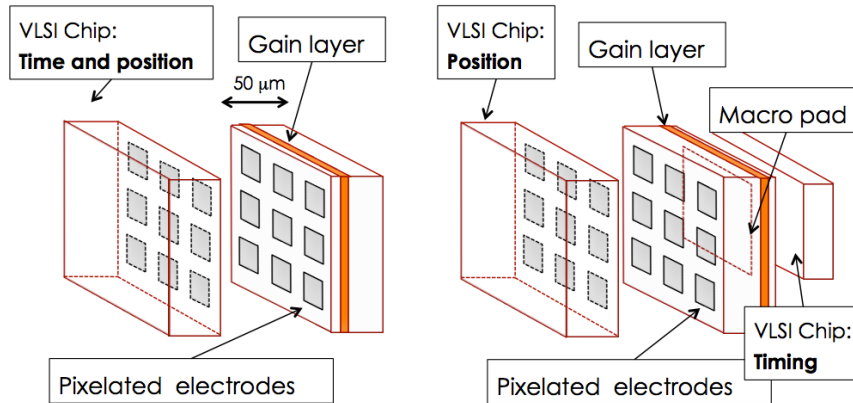 VLSI Chip:
Time and position
Gain layer
50 μm
Pixelated electrodes
VLSI Chip:
Position
Gain layer
Macro pad
Pixelated electrodes
VLSI Chip:
Timing